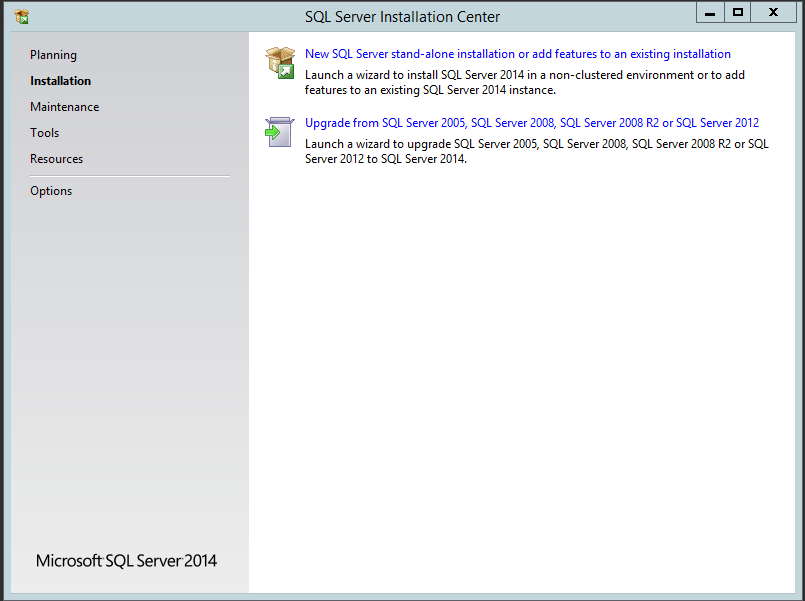 SQL Server Installation Center
Planning
Installation
Maintenance
Tools
Resources
Options
Microsoft SQL Server 2014
New SQL Server stand-alone installation or add features to an existing installation
Launch a wizard to install SQL Server 2014 in a non-clustered environment or to add
features to an existing SQL Server 2014 instance.
Upgrade from SQL Server 2005, SQL Server 2008, SQL Server 2008 R2 or SQL Server 2012
Launch a wizard to upgrade SQL Server 2005, SQL Server 2008, SQL Server 2008 R2 or SQL
Server 2012 to SQL Server 2014.